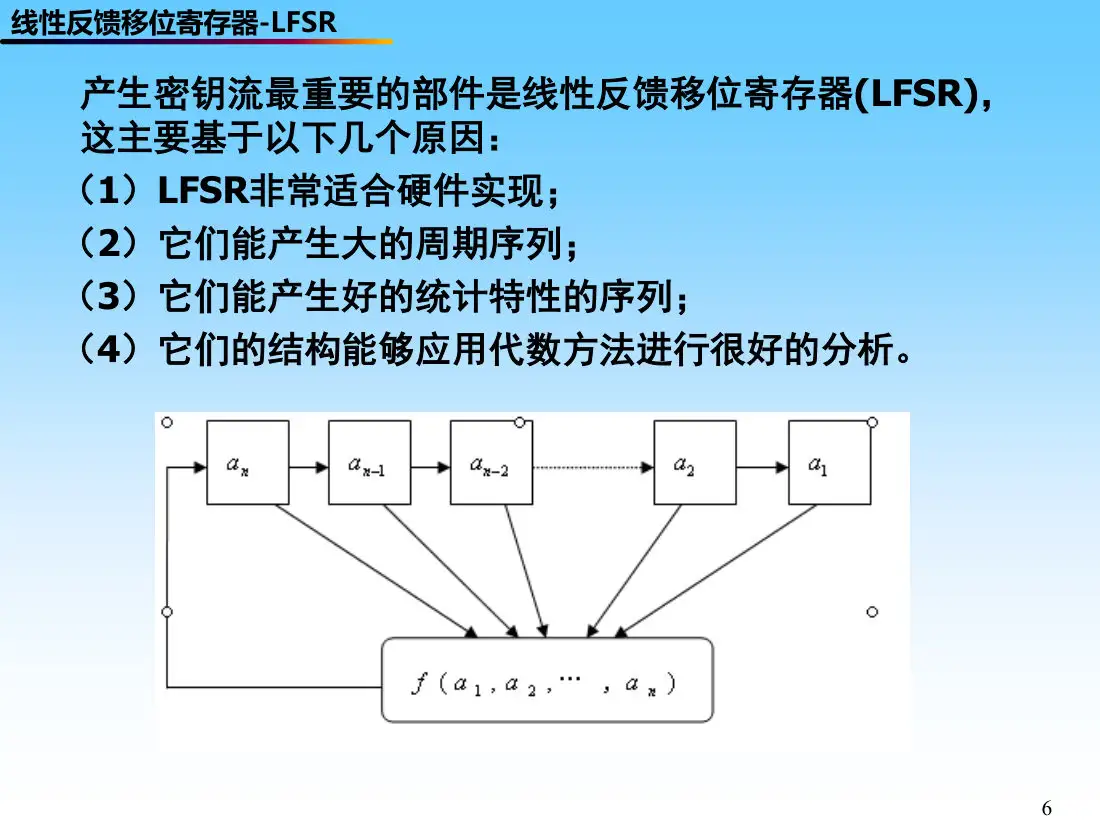 线性反馈移位寄存器-LFSR
产生密钥流最重要的部件是线性反馈移位寄存器(LFSR)，
这主要基于以下几个原因：
（1）LFSR非常适合硬件实现；
（2）它们能产生大的周期序列；
（3）它们能产生好的统计特性的序列；
（4）它们的结构能够应用代数方法进行很好的分析。
aₙ aₙ₋₁ aₙ₋₂ a₂ a₁
f(a₁,a₂,⋯,aₙ)
6